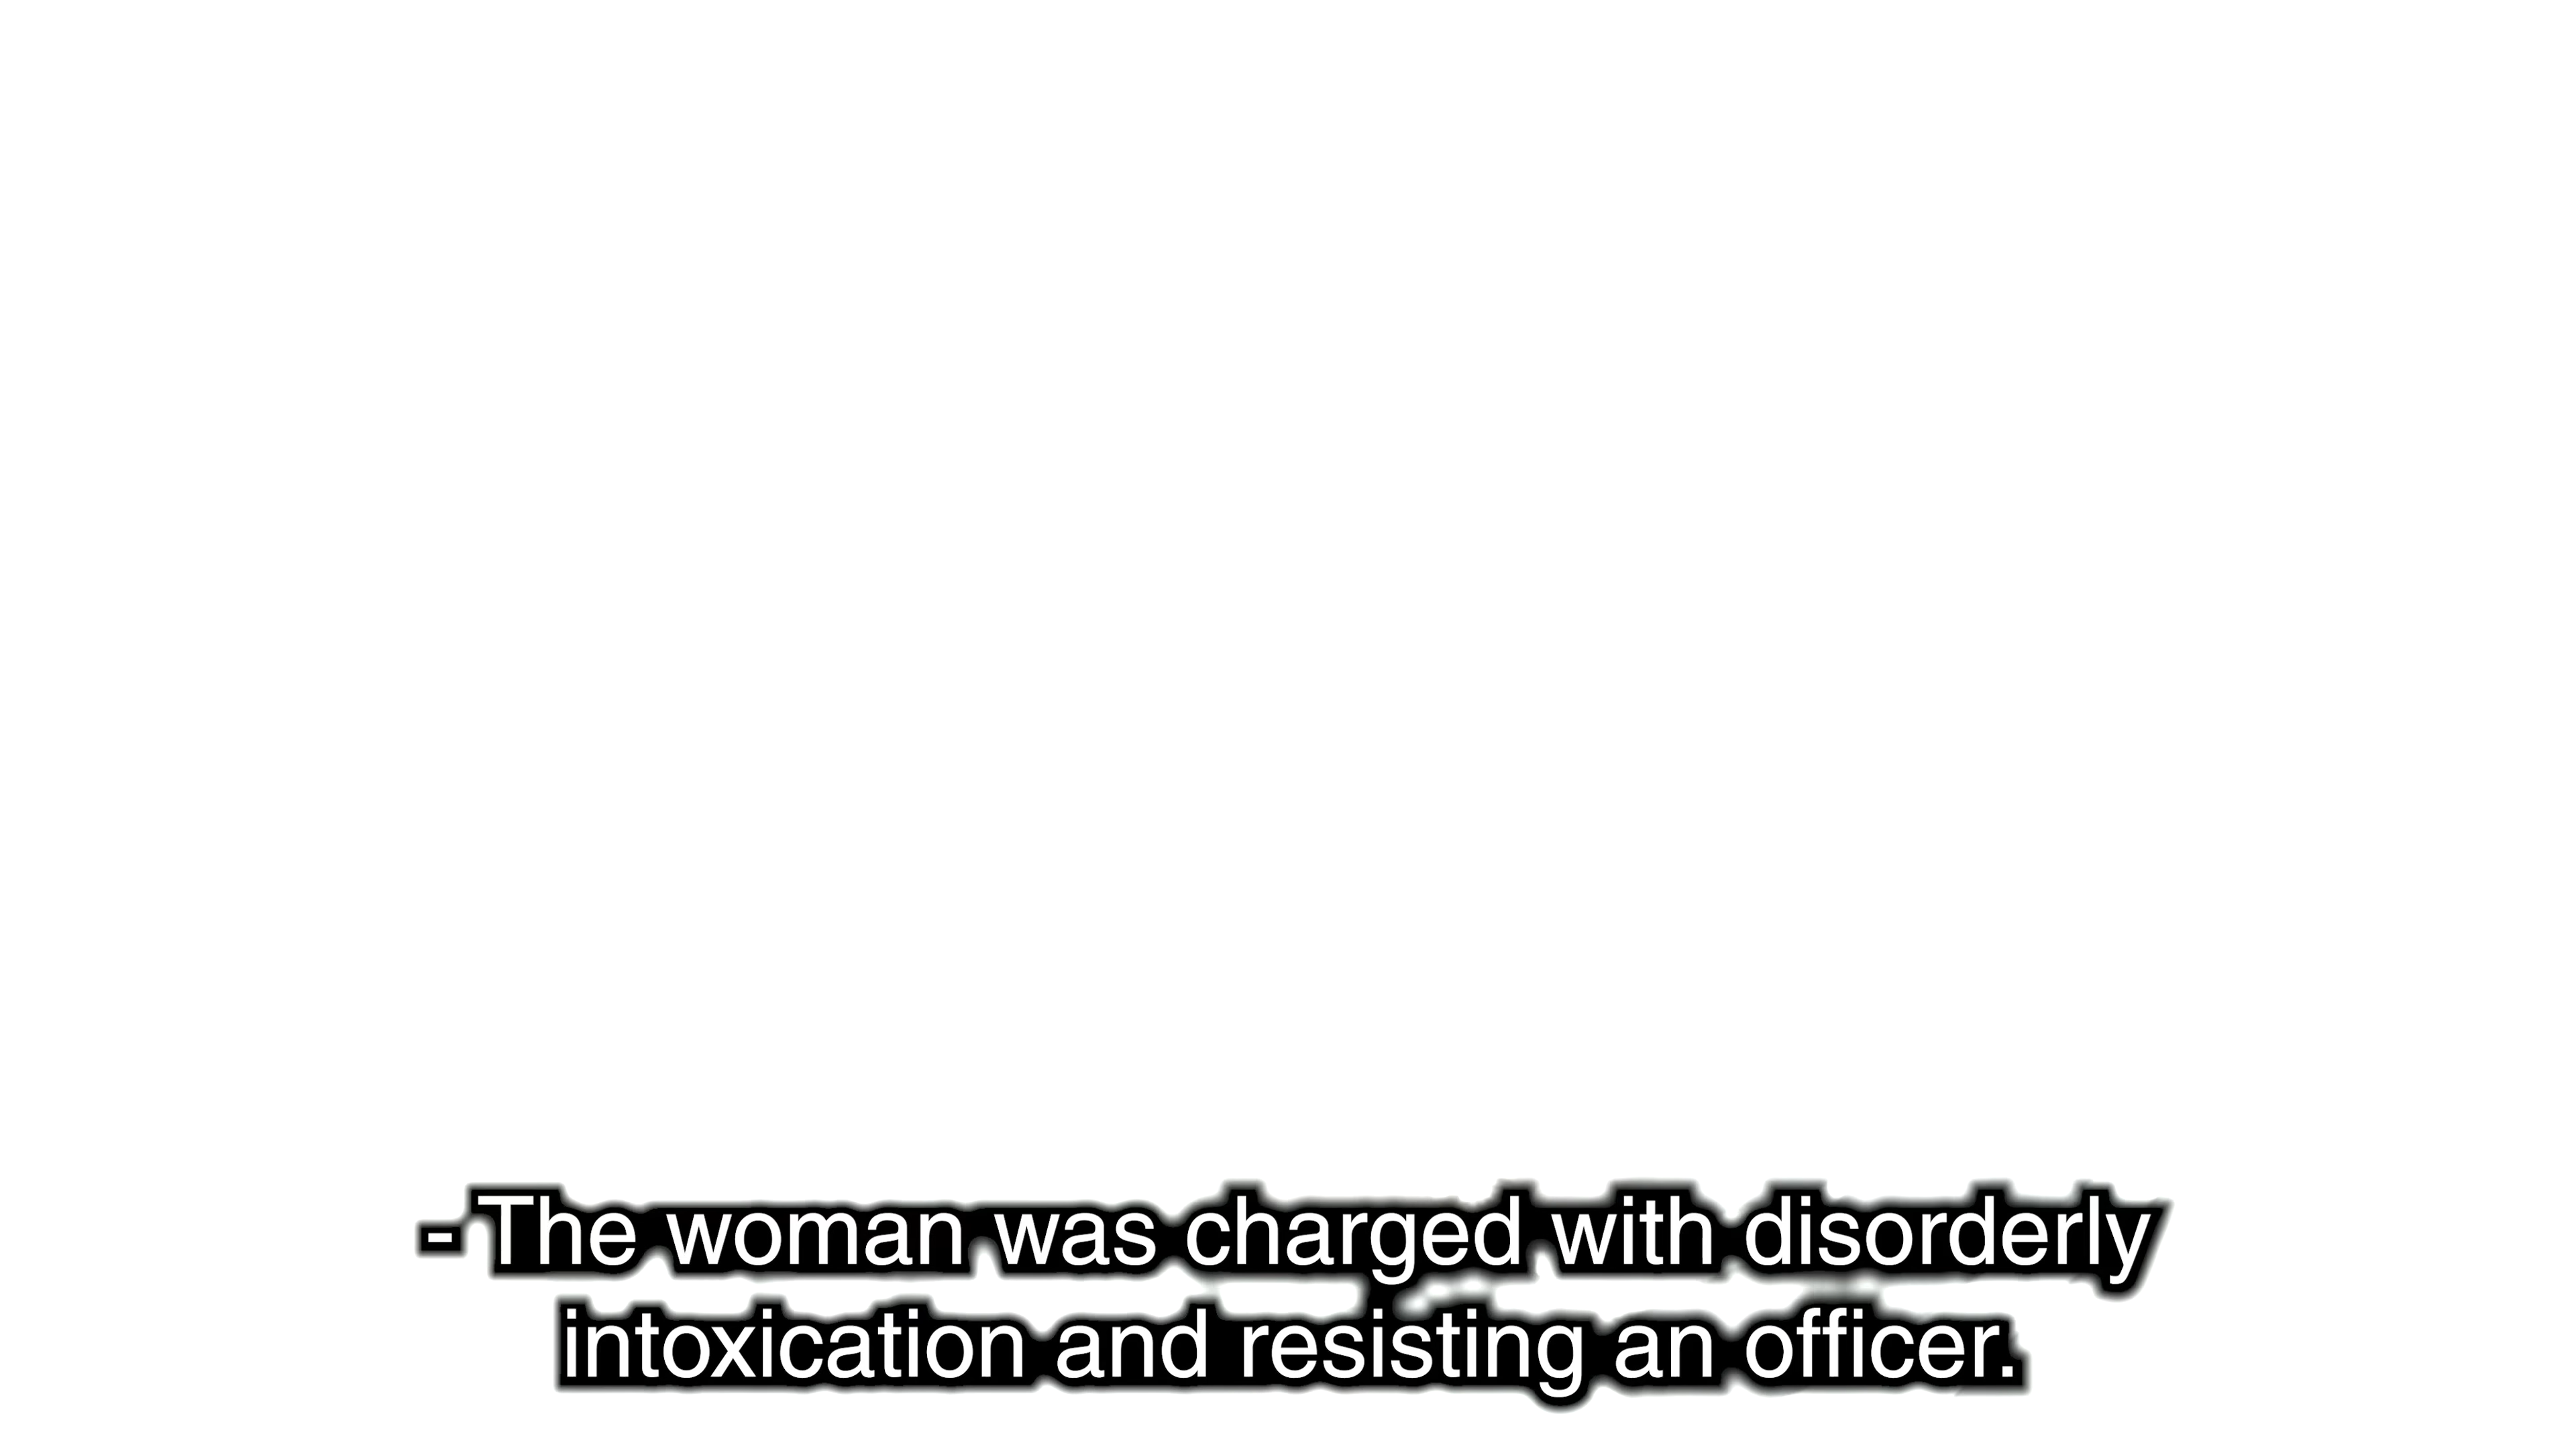 - The woman was charged with disorderly
intoxication and resisting an officer.